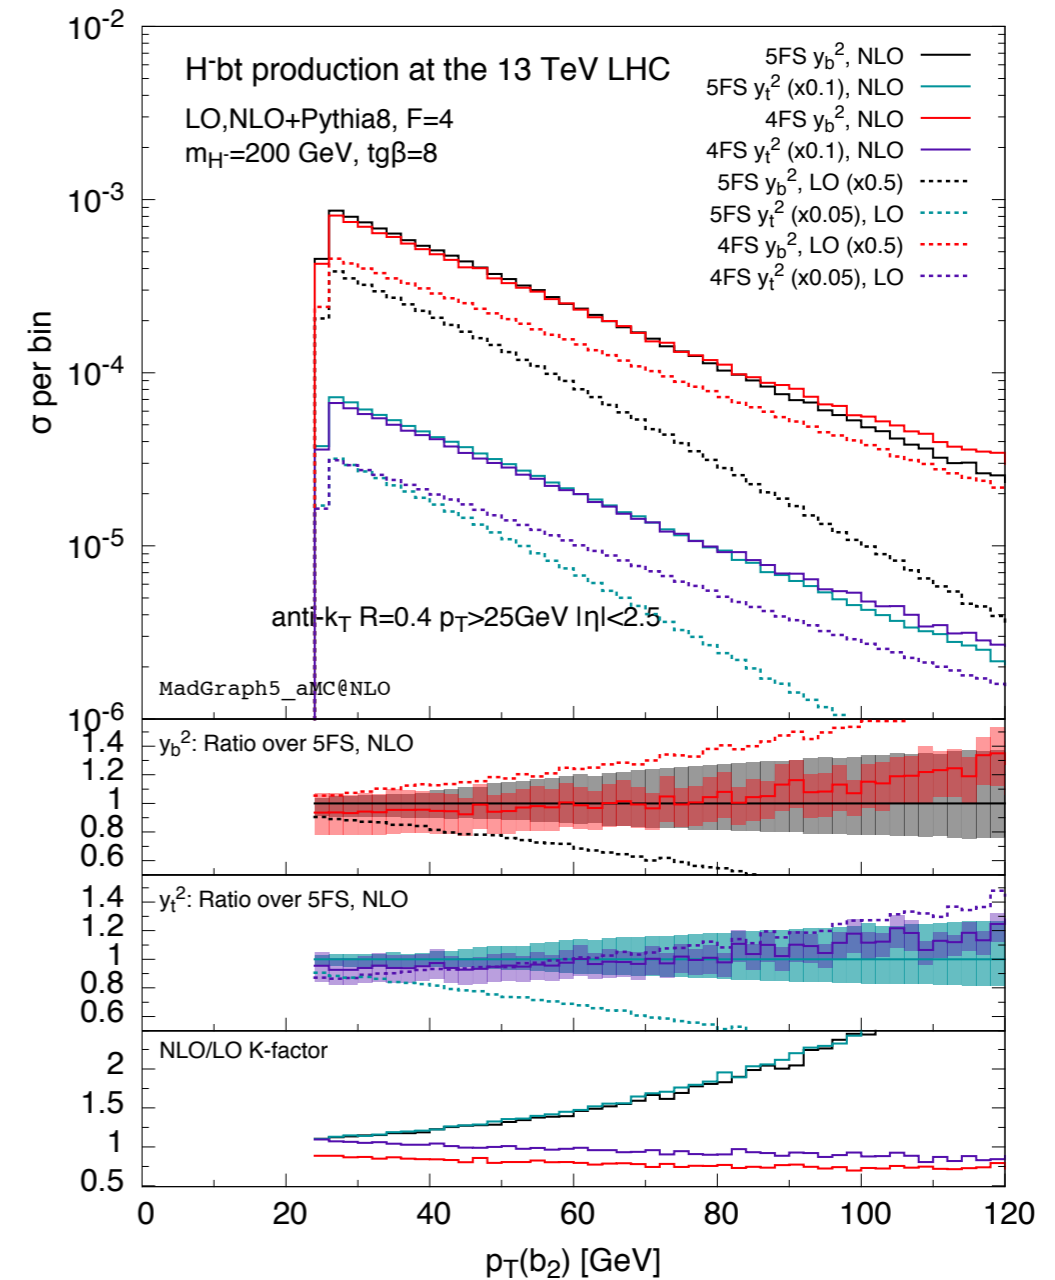 10⁻²
H⁻bt production at the 13 TeV LHC
LO,NLO+Pythia8, F=4
m_H⁻=200 GeV, tgβ=8
5FS y_b², NLO
5FS y_t² (x0.1), NLO
4FS y_b², NLO
4FS y_t² (x0.1), NLO
5FS y_b², LO (x0.5)
5FS y_t² (x0.05), LO
4FS y_b², LO (x0.5)
4FS y_t² (x0.05), LO
10⁻³
σ per bin
10⁻⁴
10⁻⁵
anti-k_T R=0.4 p_T>25GeV |η|<2.5
MadGraph5_aMC@NLO
10⁻⁶
y_b²: Ratio over 5FS, NLO
1.4
1.2
1
0.8
0.6
y_t²: Ratio over 5FS, NLO
1.4
1.2
1
0.8
0.6
NLO/LO K-factor
2
1.5
1
0.5
0 20 40 60 80 100 120
p_T(b₂) [GeV]